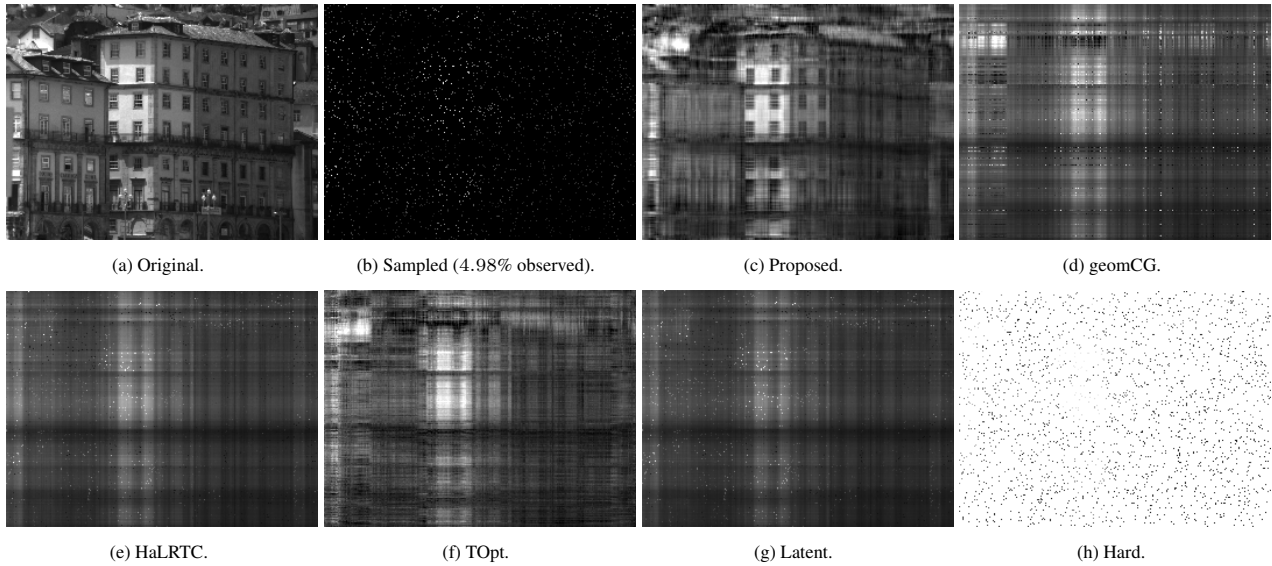 (a) Original.
(b) Sampled (4.98% observed).
(c) Proposed.
(d) geomCG.
(e) HaLRTC.
(f) TOpt.
(g) Latent.
(h) Hard.